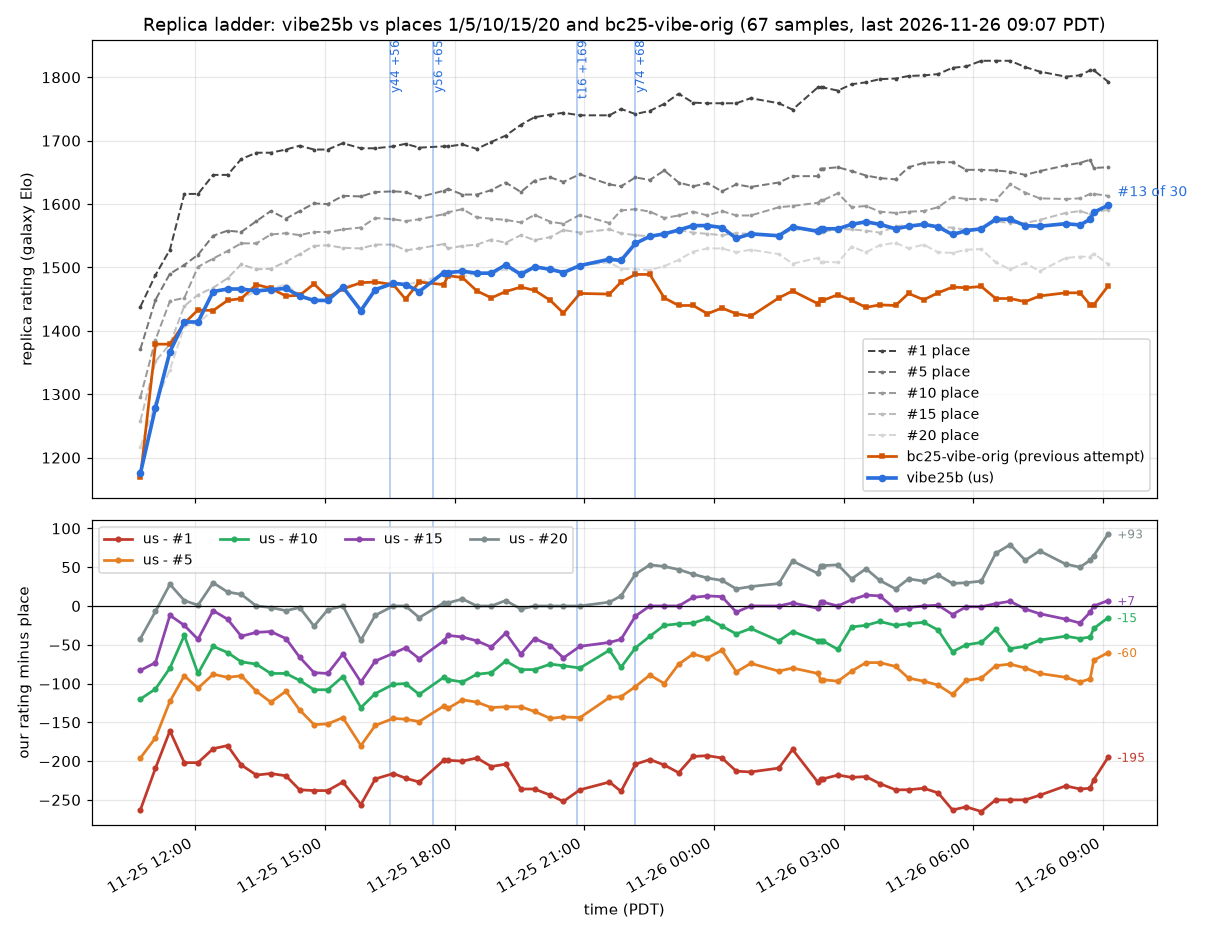 Replica ladder: vibe25b vs places 1/5/10/15/20 and bc25-vibe-orig (67 samples, last 2026-11-26 09:07 PDT)
replica rating (galaxy Elo)
1800
1700
1600
1500
1400
1300
1200
y44 +56
y56 +65
t16 +169
y74 +68
#13 of 30
#1 place
#5 place
#10 place
#15 place
#20 place
bc25-vibe-orig (previous attempt)
vibe25b (us)
our rating minus place
100
50
0
−50
−100
−150
−200
−250
us - #1
us - #5
us - #10
us - #15
us - #20
+93
+7
-15
-60
-195
11-25 12:00
11-25 15:00
11-25 18:00
11-25 21:00
11-26 00:00
11-26 03:00
11-26 06:00
11-26 09:00
time (PDT)